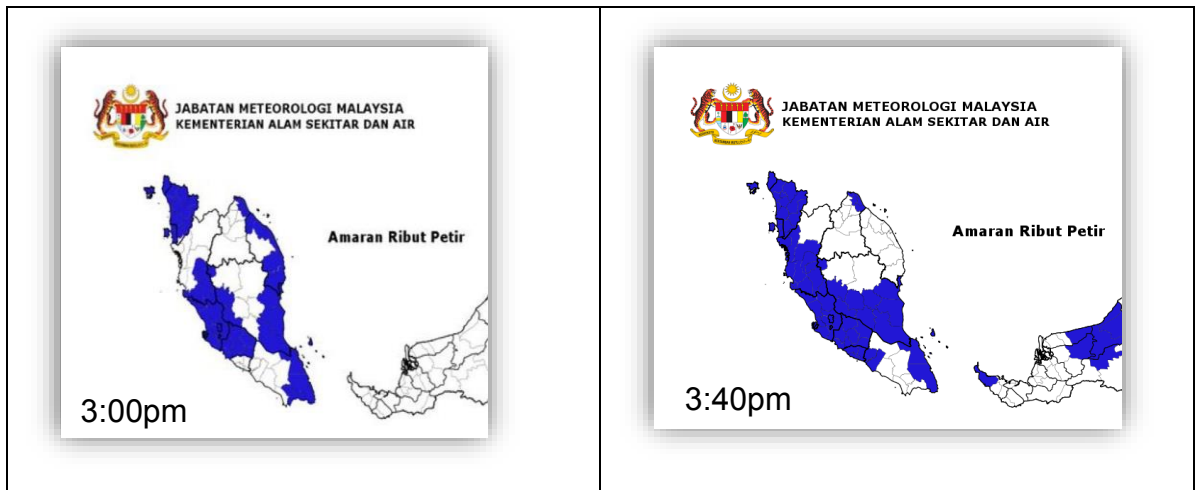 JABATAN METEOROLOGI MALAYSIA
KEMENTERIAN ALAM SEKITAR DAN AIR
Amaran Ribut Petir
3:00pm
JABATAN METEOROLOGI MALAYSIA
KEMENTERIAN ALAM SEKITAR DAN AIR
Amaran Ribut Petir
3:40pm